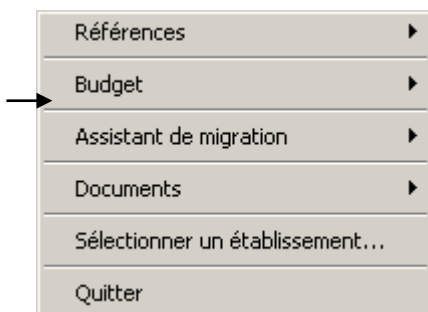 Références
Budget
Assistant de migration
Documents
Sélectionner un établissement...
Quitter